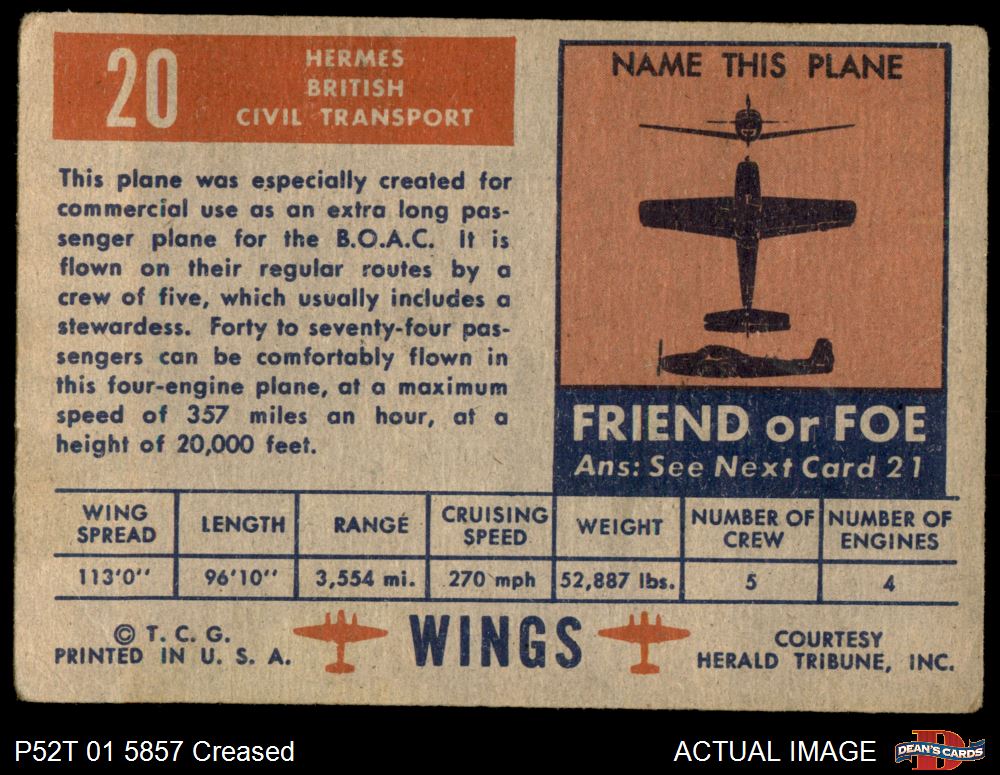 20
HERMES
BRITISH
CIVIL TRANSPORT
This plane was especially created for
commercial use as an extra long pas-
senger plane for the B.O.A.C. It is
flown on their regular routes by a
crew of five, which usually includes a
stewardess. Forty to seventy-four pas-
sengers can be comfortably flown in
this four-engine plane, at a maximum
speed of 357 miles an hour, at a
height of 20,000 feet.
NAME THIS PLANE
FRIEND or FOE
Ans: See Next Card 21
WING SPREAD LENGTH RANGE CRUISING SPEED WEIGHT NUMBER OF CREW NUMBER OF ENGINES
113'0'' 96'10'' 3,554 mi. 270 mph 52,887 lbs. 5 4
© T. C. G.
PRINTED IN U. S. A.
WINGS
COURTESY
HERALD TRIBUNE, INC.
P52T 01 5857 Creased
ACTUAL IMAGE
DEAN'S CARDS